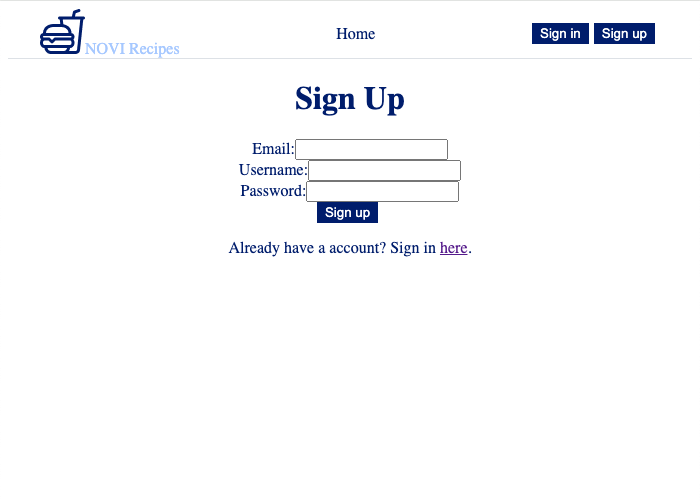 NOVI Recipes
Home
Sign in
Sign up
Sign Up
Email:
Username:
Password:
Sign up
Already have a account? Sign in here.